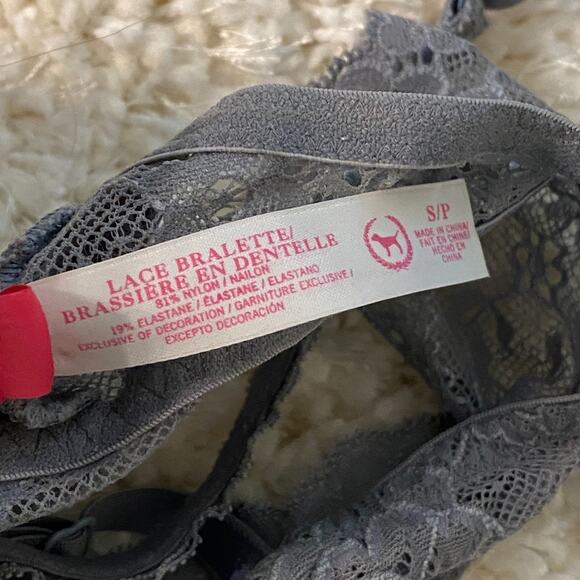 LACE BRALETTE/
BRASSIÈRE EN DENTELLE
81% NYLON / NAILON
19% ELASTANE / ÉLASTANE / ELASTANO
EXCLUSIVE OF DECORATION / GARNITURE EXCLUSIVE /
EXCEPTO DECORACIÓN
S/P
MADE IN CHINA/
FAIT EN CHINE/
HECHO EN
CHINA